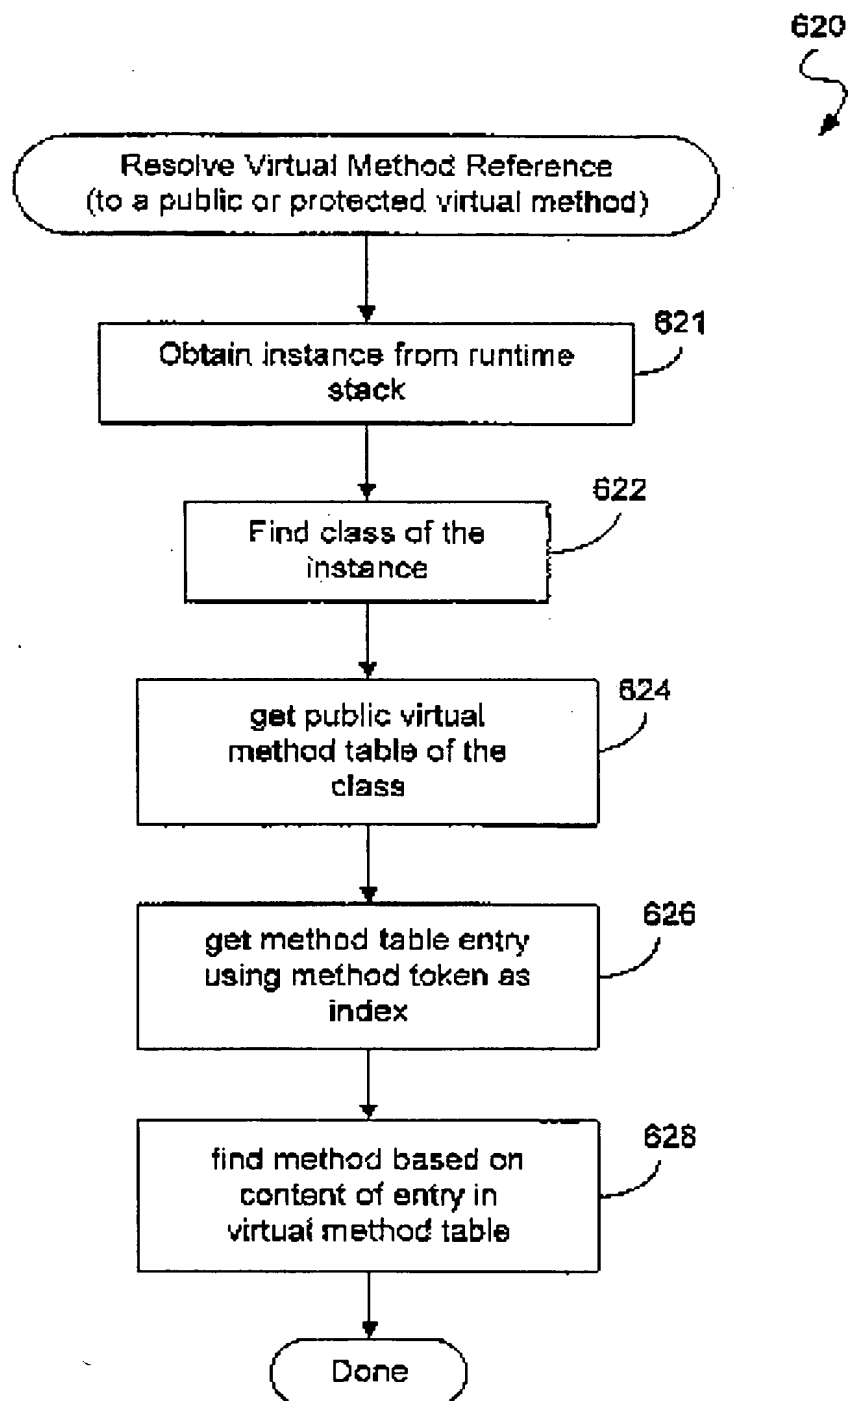 620
Resolve Virtual Method Reference
(to a public or protected virtual method)
621
Obtain instance from runtime
stack
622
Find class of the
instance
624
get public virtual
method table of the
class
626
get method table entry
using method token as
index
628
find method based on
content of entry in
virtual method table
Done